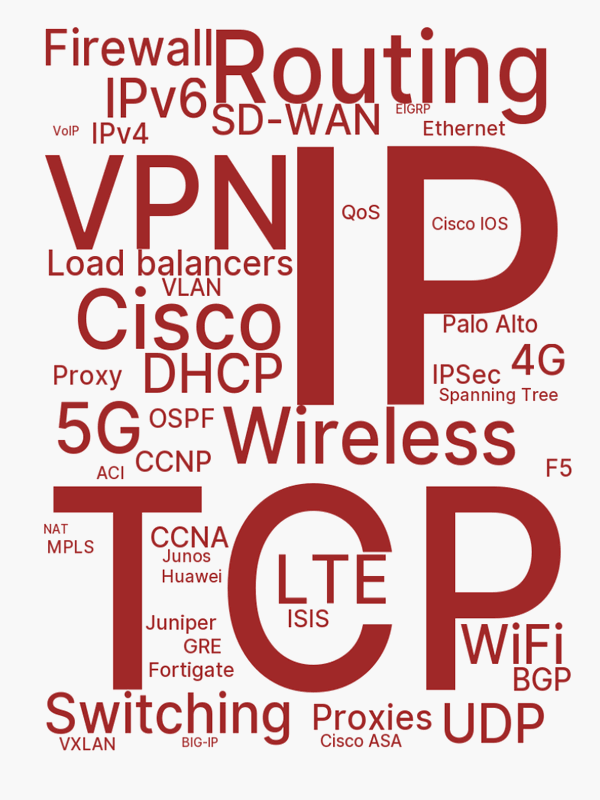 Firewall
Routing
IPv6
SD-WAN
EIGRP
VoIP
IPv4
Ethernet
VPN
IP
QoS
Cisco IOS
Load balancers
VLAN
Cisco
Palo Alto
DHCP
Proxy
IPSec
4G
Spanning Tree
5G
OSPF
Wireless
ACI
CCNP
F5
TCP
NAT
MPLS
CCNA
Junos
Huawei
LTE
ISIS
Juniper
GRE
Fortigate
WiFi
BGP
Switching
Proxies
UDP
VXLAN
BIG-IP
Cisco ASA